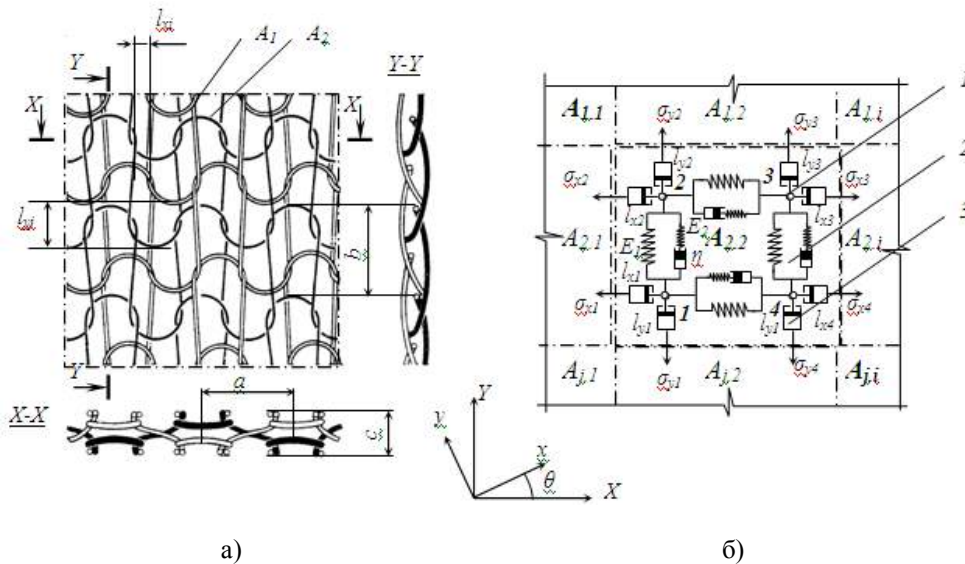 l_xi
A_1 A_2
Y
X
X
Y-Y
l_yi
b
Y
a
X-X
c
а)
1
A_1,1
σ_y2
A_1,2
σ_y3
A_1,i
2
l_y2
l_y3
σ_x2
2
3
σ_x3
l_x2
l_x3
3
E_2
A_2,1
A_2,2
A_2,i
E_1
η
l_x1
σ_x1
σ_x4
l_y1
1
l_y1
4
l_x4
A_j,1
σ_y1
A_j,2
σ_y4
A_j,i
Y
y
x
θ
X
б)